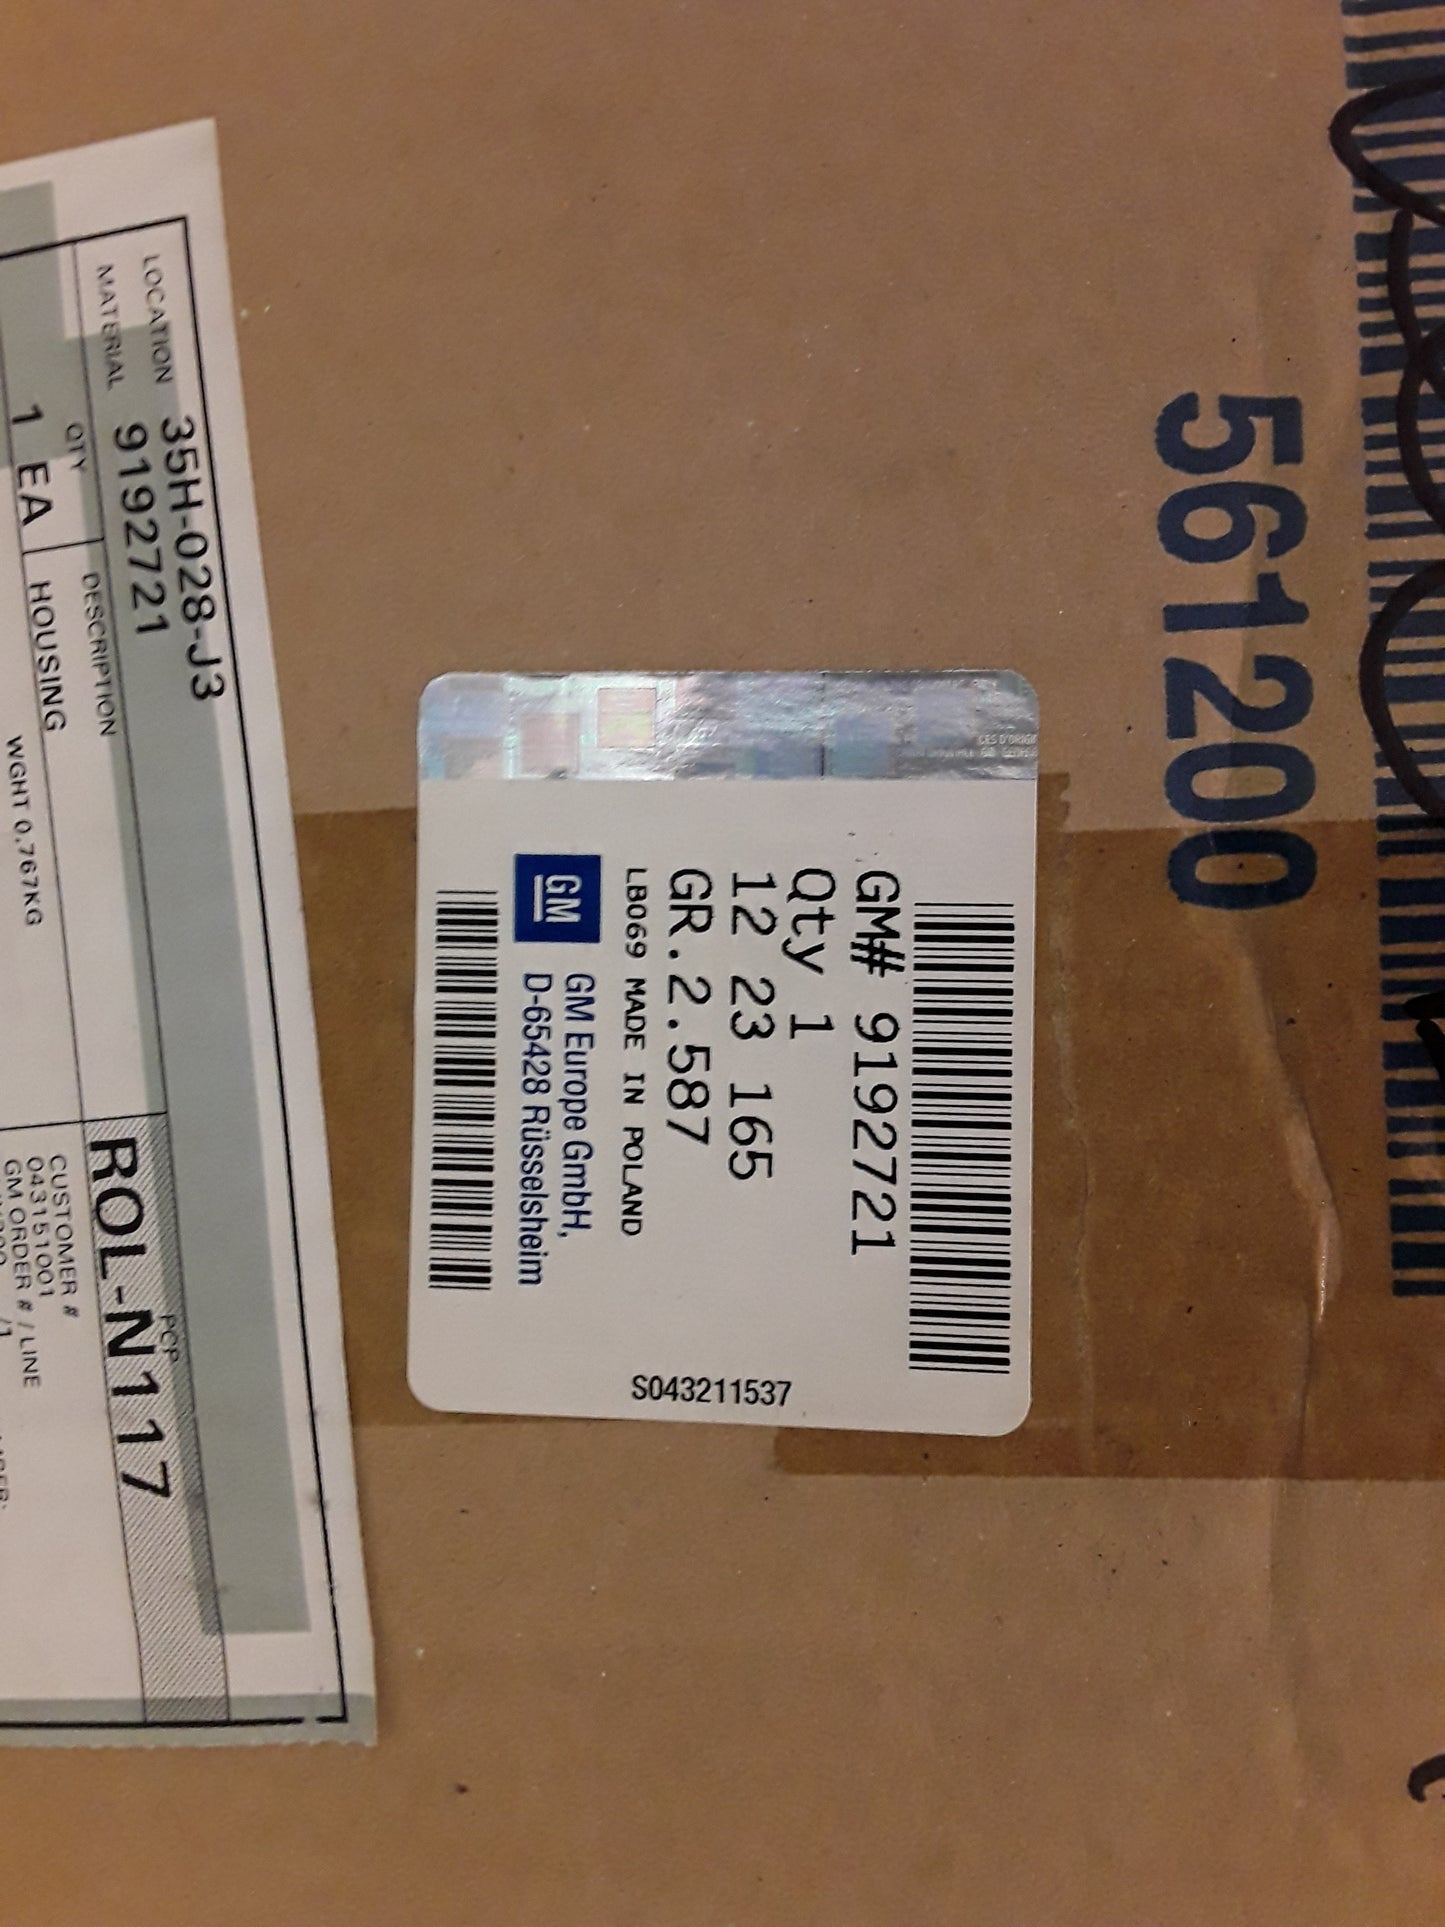 561200
CES D'ORIGI
GM# 9192721
Qty 1
12 23 165
GR.2.587
LB069 MADE IN POLAND
GM
GM Europe GmbH,
D-65428 Rüsselsheim
S043211537
LOCATION 35H-028-J3
MATERIAL 9192721
QTY DESCRIPTION
1 EA HOUSING
WGHT 0.767KG
PCP
ROL-N117
CUSTOMER #
043151001
GM ORDER # / LINE